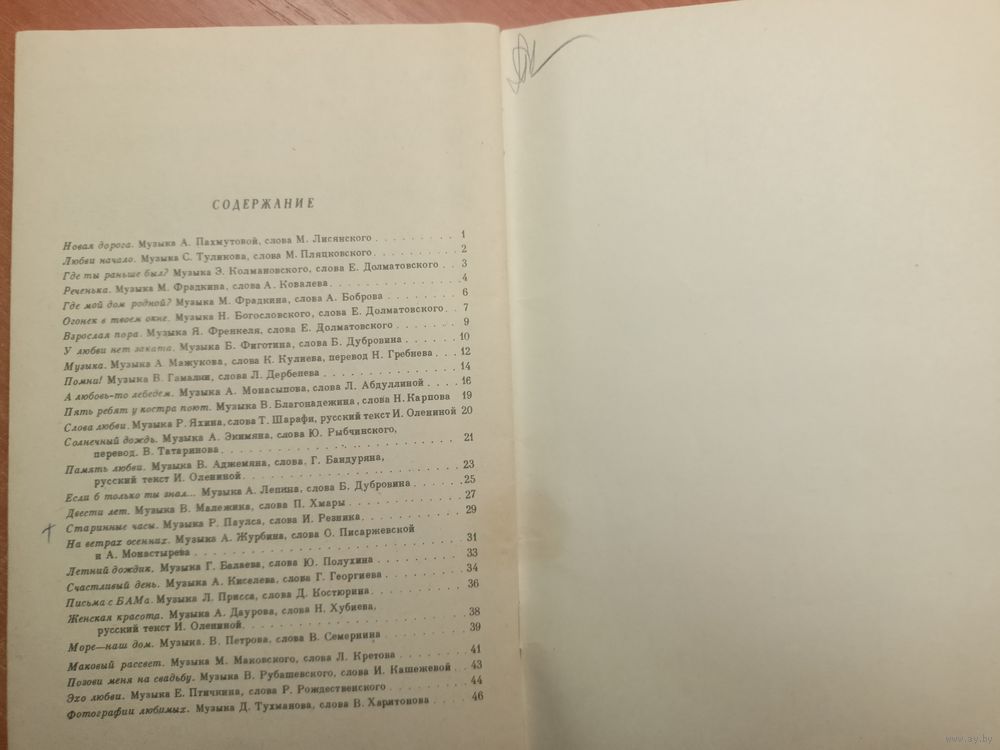 СОДЕРЖАНИЕ
Новая дорога. Музыка А. Пахмутовой, слова М. Лисянского . . . . . . . . . 1
Любви начало. Музыка С. Туликова, слова М. Пляцковского . . . . . . . . . 2
Где ты раньше был? Музыка Э. Колмановского, слова Е. Долматовского . . 3
Реченька. Музыка М. Фрадкина, слова А. Ковалева . . . . . . . . . . . . . 4
Где мой дом родной? Музыка М. Фрадкина, слова А. Боброва . . . . . . . . 6
Огонек в твоем окне. Музыка Н. Богословского, слова Е. Долматовского . . 7
Взрослая пора. Музыка Я. Френкеля, слова Е. Долматовского . . . . . . . 9
У любви нет заката. Музыка Б. Фиготина, слова Б. Дубровина . . . . . . 10
Музыка. Музыка А. Мажукова, слова К. Кулиева, перевод Н. Гребнева . . . 12
Помни! Музыка В. Гамалии, слова Л. Дербенева . . . . . . . . . . . . . 14
А любовь-то лебедем. Музыка А. Монасыпова, слова Л. Абдуллиной . . . . 16
Пять ребят у костра поют. Музыка В. Благонадежина, слова Н. Карпова 19
Слова любви. Музыка Р. Яхина, слова Т. Шарафи, русский текст И. Олениной 20
Солнечный дождь. Музыка А. Экимяна, слова Ю. Рыбчинского,
перевод. В. Татаринова . . . . . . . . . . . . . . . . . . . . . 21
Память любви. Музыка В. Аджемяна, слова, Г. Бандуряна,
русский текст И. Олениной . . . . . . . . . . . . . . . . . . . 23
Если б только ты знал... Музыка А. Лепина, слова Б. Дубровина . . . . . 25
Двести лет. Музыка В. Малежика, слова П. Хмары . . . . . . . . . . . . 27
Старинные часы. Музыка Р. Паулса, слова И. Резника . . . . . . . . . . 29
На ветрах осенних. Музыка А. Журбина, слова О. Писаржевской
и А. Монастырева . . . . . . . . . . . . . . . . . . . . . . . . 31
Летний дождик. Музыка Г. Балаева, слова Ю. Полухина . . . . . . . . . 33
Счастливый день. Музыка А. Киселева, слова Г. Георгиева . . . . . . . . 34
Письма с БАМа. Музыка Л. Присса, слова Д. Костюрина . . . . . . . . . 36
Женская красота. Музыка А. Даурова, слова Н. Хубиева,
русский текст И. Олениной . . . . . . . . . . . . . . . . . . . 38
Море—наш дом. Музыка. В. Петрова, слова В. Семернина . . . . . . . . 39
Маковый рассвет. Музыка М. Маковского, слова Л. Кретова . . . . . . . 41
Позови меня на свадьбу. Музыка В. Рубашевского, слова И. Кашежевой . . 43
Эхо любви. Музыка Е. Птичкина, слова Р. Рождественского . . . . . . . . 44
Фотографии любимых. Музыка Д. Тухманова, слова В. Харитонова . . . . 46
www.ay.by